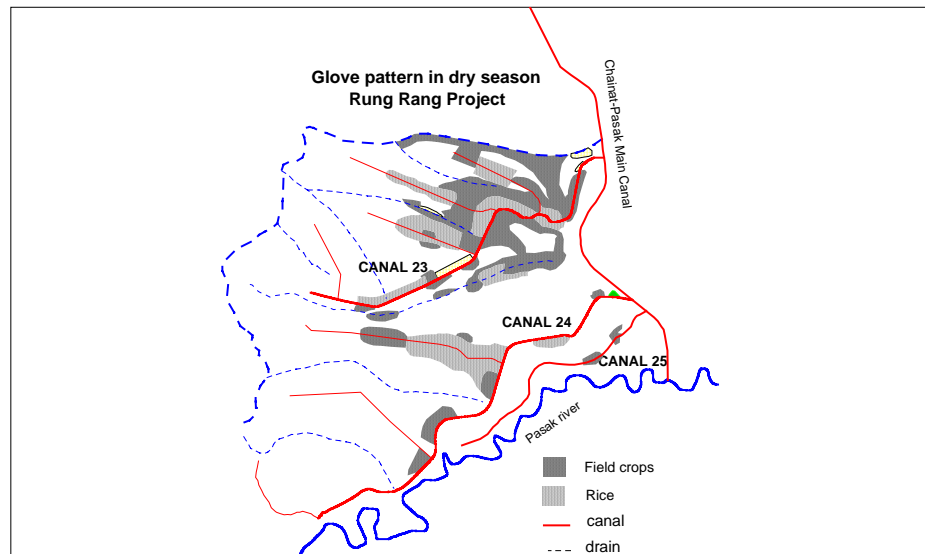 Glove pattern in dry season
Rung Rang Project
Chainat-Pasak Main Canal
CANAL 23
CANAL 24
CANAL 25
Pasak river
Field crops
Rice
canal
drain